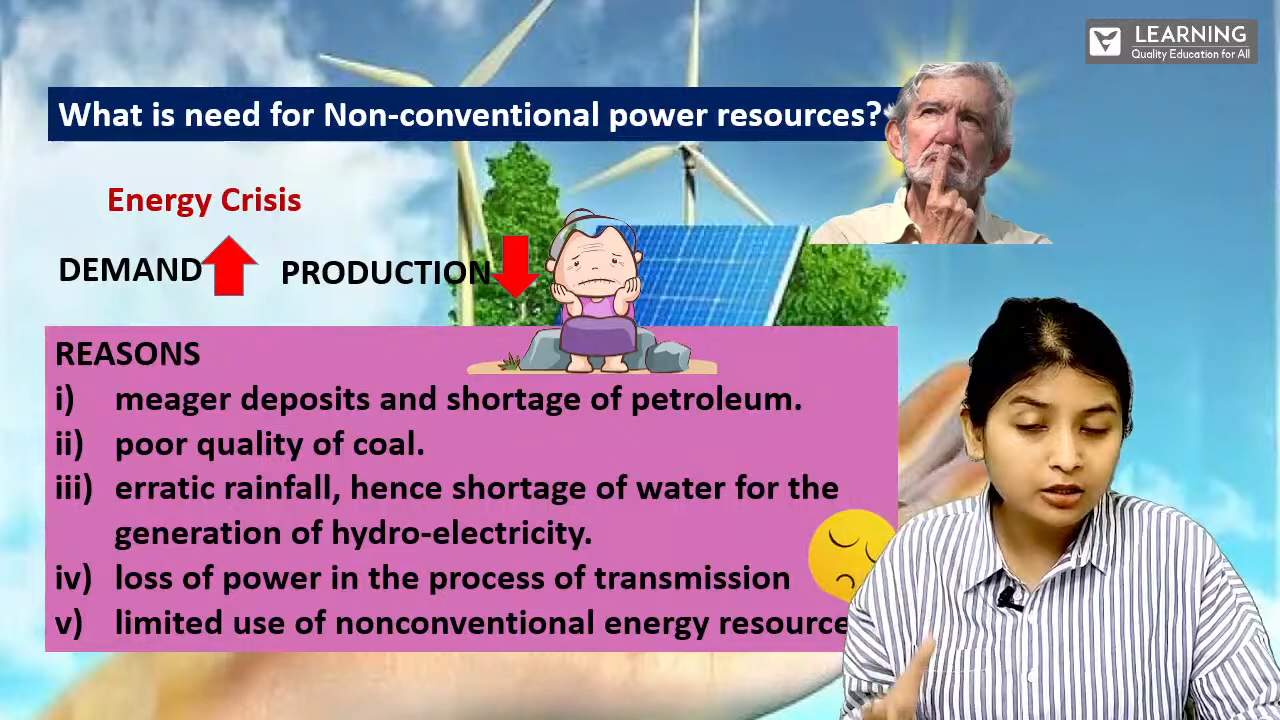 LEARNING
Quality Education for All
What is need for Non-conventional power resources?
Energy Crisis
DEMAND PRODUCTION
REASONS
i) meager deposits and shortage of petroleum.
ii) poor quality of coal.
iii) erratic rainfall, hence shortage of water for the
generation of hydro-electricity.
iv) loss of power in the process of transmission
v) limited use of nonconventional energy resource